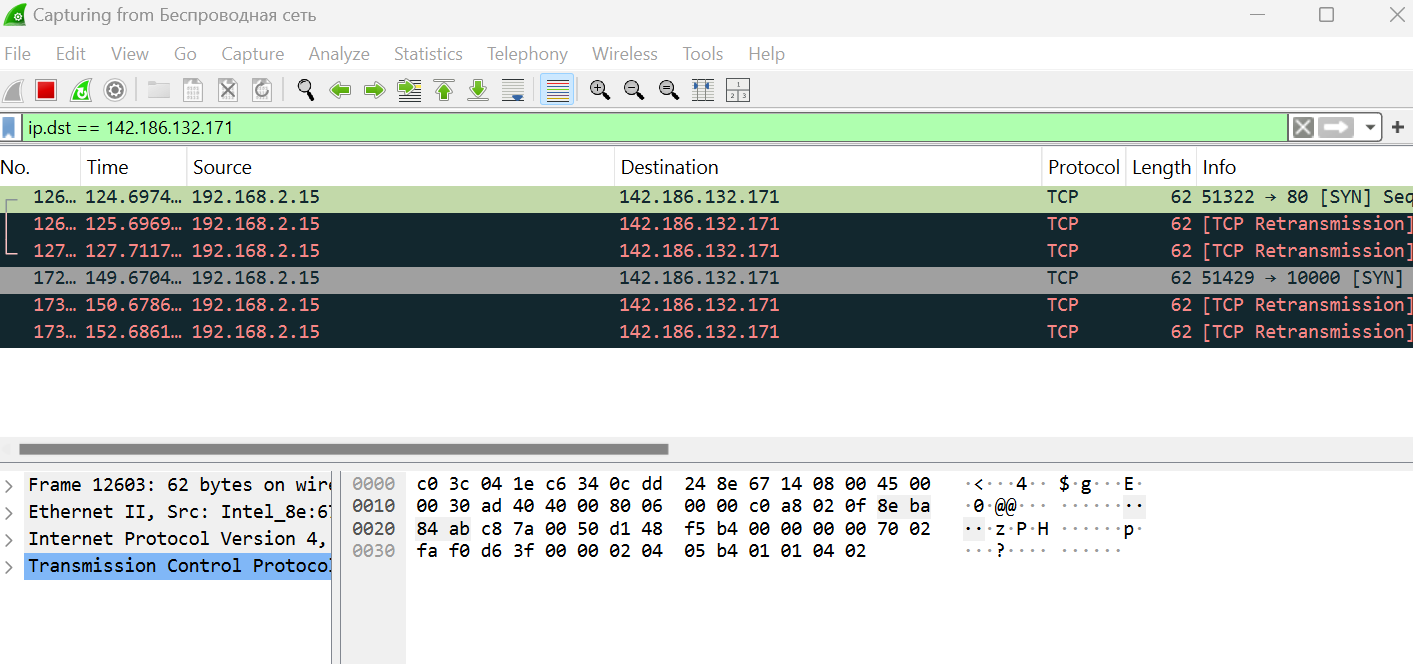 Capturing from Беспроводная сеть
File Edit View Go Capture Analyze Statistics Telephony Wireless Tools Help
ip.dst == 142.186.132.171
No. Time Source Destination Protocol Length Info
126… 124.6974… 192.168.2.15 142.186.132.171 TCP 62 51322 → 80 [SYN] Seq
126… 125.6969… 192.168.2.15 142.186.132.171 TCP 62 [TCP Retransmission]
127… 127.7117… 192.168.2.15 142.186.132.171 TCP 62 [TCP Retransmission]
172… 149.6704… 192.168.2.15 142.186.132.171 TCP 62 51429 → 10000 [SYN]
173… 150.6786… 192.168.2.15 142.186.132.171 TCP 62 [TCP Retransmission]
173… 152.6861… 192.168.2.15 142.186.132.171 TCP 62 [TCP Retransmission]
Frame 12603: 62 bytes on wire
Ethernet II, Src: Intel_8e:67
Internet Protocol Version 4,
Transmission Control Protocol
0000 c0 3c 04 1e c6 34 0c dd 24 8e 67 14 08 00 45 00 ·<···4·· $·g···E·
0010 00 30 ad 40 40 00 80 06 00 00 c0 a8 02 0f 8e ba ·0·@@··· ········
0020 84 ab c8 7a 00 50 d1 48 f5 b4 00 00 00 00 70 02 ···z·P·H ······p·
0030 fa f0 d6 3f 00 00 02 04 05 b4 01 01 04 02 ···?···· ······